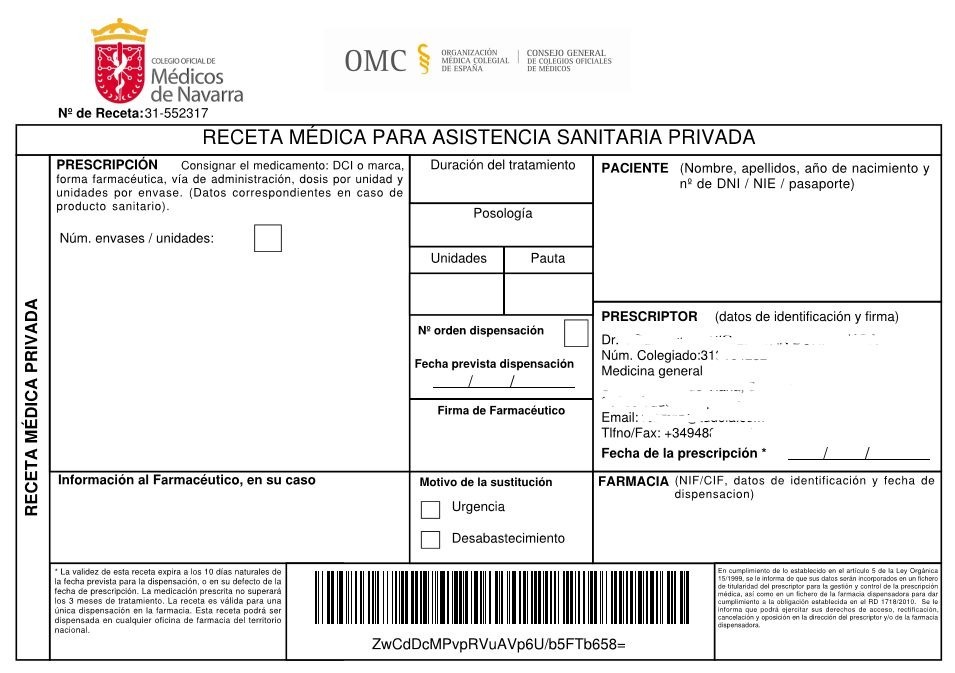 COLEGIO OFICIAL DE
Médicos
de Navarra
OMC
ORGANIZACIÓN
MÉDICA COLEGIAL
DE ESPAÑA
CONSEJO GENERAL
DE COLEGIOS OFICIALES
DE MÉDICOS
Nº de Receta:31-552317
RECETA MÉDICA PARA ASISTENCIA SANITARIA PRIVADA
RECETA MÉDICA PRIVADA
PRESCRIPCIÓN Consignar el medicamento: DCI o marca,
forma farmacéutica, vía de administración, dosis por unidad y
unidades por envase. (Datos correspondientes en caso de
producto sanitario).
Núm. envases / unidades:
Duración del tratamiento
Posología
Unidades
Pauta
Nº orden dispensación
Fecha prevista dispensación
/ /
Firma de Farmacéutico
PACIENTE (Nombre, apellidos, año de nacimiento y
nº de DNI / NIE / pasaporte)
PRESCRIPTOR (datos de identificación y firma)
Dr.
Núm. Colegiado:31
Medicina general
Email:
Tlfno/Fax: +34948
Fecha de la prescripción * / /
Información al Farmacéutico, en su caso
Motivo de la sustitución
Urgencia
Desabastecimiento
FARMACIA (NIF/CIF, datos de identificación y fecha de
dispensacion)
* La validez de esta receta expira a los 10 días naturales de
la fecha prevista para la dispensación, o en su defecto de la
fecha de prescripción. La medicación prescrita no superará
los 3 meses de tratamiento. La receta es válida para una
única dispensación en la farmacia. Esta receta podrá ser
dispensada en cualquier oficina de farmacia del territorio
nacional.
ZwCdDcMPvpRVuAVp6U/b5FTb658=
En cumplimiento de lo establecido en el artículo 5 de la Ley Orgánica
15/1999, se le informa de que sus datos serán incorporados en un fichero
de titularidad del prescriptor para la gestión y control de la prescripción
médica, así como en un fichero de la farmacia dispensadora para dar
cumplimiento a la obligación establecida en el RD 1718/2010. Se le
informa que podrá ejercitar sus derechos de acceso, rectificación,
cancelación y oposición en la dirección del prescriptor y/o de la farmacia
dispensadora.